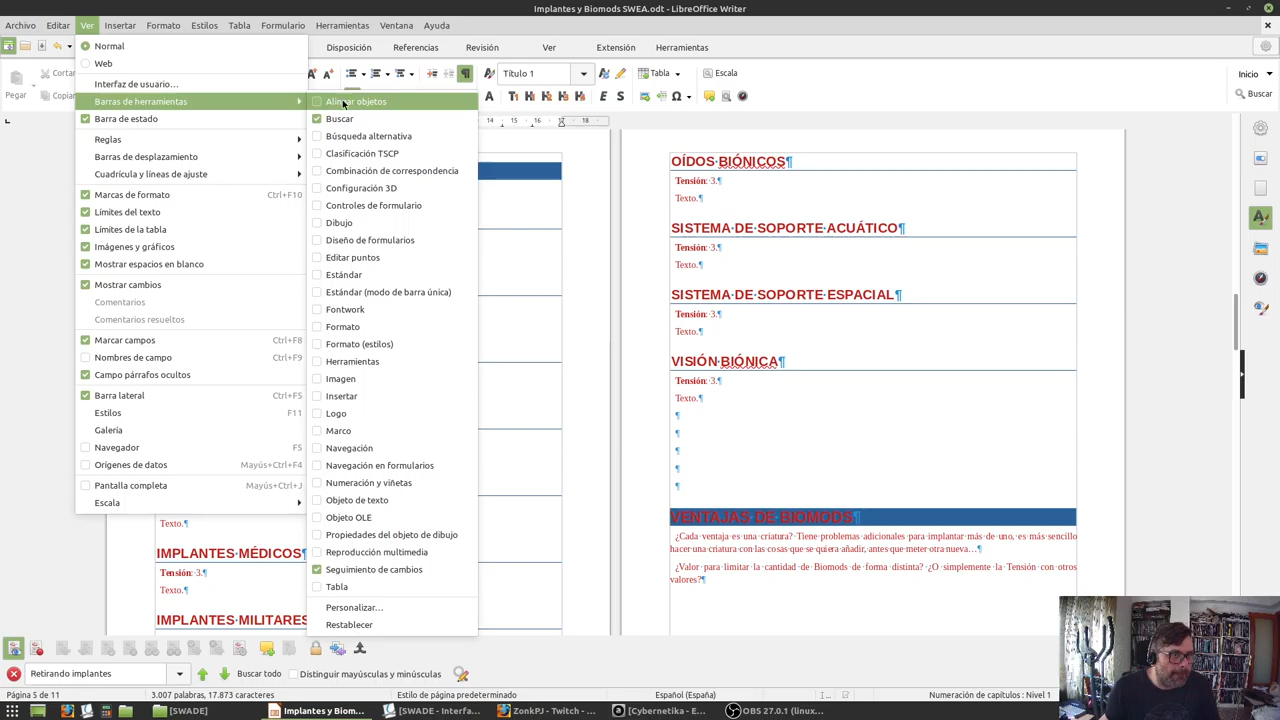 Implantes y Biomods SWEA.odt - LibreOffice Writer
Archivo Editar Ver Insertar Formato Estilos Tabla Formulario Herramientas Ventana Ayuda
Disposición Referencias Revisión Ver Extensión Herramientas
Pegar
Cortar
Copiar
Título 1
Tabla
Escala
Inicio
Buscar
Normal
Web
Interfaz de usuario…
Barras de herramientas
Barra de estado
Reglas
Barras de desplazamiento
Cuadrícula y líneas de ajuste
Marcas de formato Ctrl+F10
Límites del texto
Límites de la tabla
Imágenes y gráficos
Mostrar espacios en blanco
Mostrar cambios
Comentarios
Comentarios resueltos
Marcar campos Ctrl+F8
Nombres de campo Ctrl+F9
Campo párrafos ocultos
Barra lateral Ctrl+F5
Estilos F11
Galería
Navegador F5
Orígenes de datos Mayús+Ctrl+F4
Pantalla completa Mayús+Ctrl+J
Escala
Alinear objetos
Buscar
Búsqueda alternativa
Clasificación TSCP
Combinación de correspondencia
Configuración 3D
Controles de formulario
Dibujo
Diseño de formularios
Editar puntos
Estándar
Estándar (modo de barra única)
Fontwork
Formato
Formato (estilos)
Herramientas
Imagen
Insertar
Logo
Marco
Navegación
Navegación en formularios
Numeración y viñetas
Objeto de texto
Objeto OLE
Propiedades del objeto de dibujo
Reproducción multimedia
Seguimiento de cambios
Tabla
Personalizar…
Restablecer
14 15 16 17 18
Texto.¶
IMPLANTES·MÉDICOS¶
Tensión:·3.¶
Texto.¶
IMPLANTES·MILITARES
OÍDOS·BIÓNICOS¶
Tensión:·3.¶
Texto.¶
SISTEMA·DE·SOPORTE·ACUÁTICO¶
Tensión:·3.¶
Texto.¶
SISTEMA·DE·SOPORTE·ESPACIAL¶
Tensión:·3.¶
Texto.¶
VISIÓN·BIÓNICA¶
Tensión:·3.¶
Texto.¶
¶
¶
¶
¶
¶
VENTAJAS·DE·BIOMODS¶
¿Cada·ventaja·es·una·criatura?·Tiene·problemas·adicionales·para·implantar·más·de·uno,·es·más·sencillo·
hacer·una·criatura·con·las·cosas·que·se·quiera·añadir,·antes·que·meter·otra·nueva…¶
¿Valor·para·limitar·la·cantidad·de·Biomods·de·forma·distinta?·¿O·simplemente·la·Tensión·con·otros·
valores?¶
Retirando implantes
Buscar todo
Distinguir mayúsculas y minúsculas
Página 5 de 11
3.007 palabras, 17.873 caracteres
Estilo de página predeterminado
Español (España)
Numeración de capítulos : Nivel 1
[SWADE]
Implantes y Biom…
[SWADE - Interfa…
ZonkPJ - Twitch - …
[Cybernetika - E…
OBS 27.0.1 (linu…